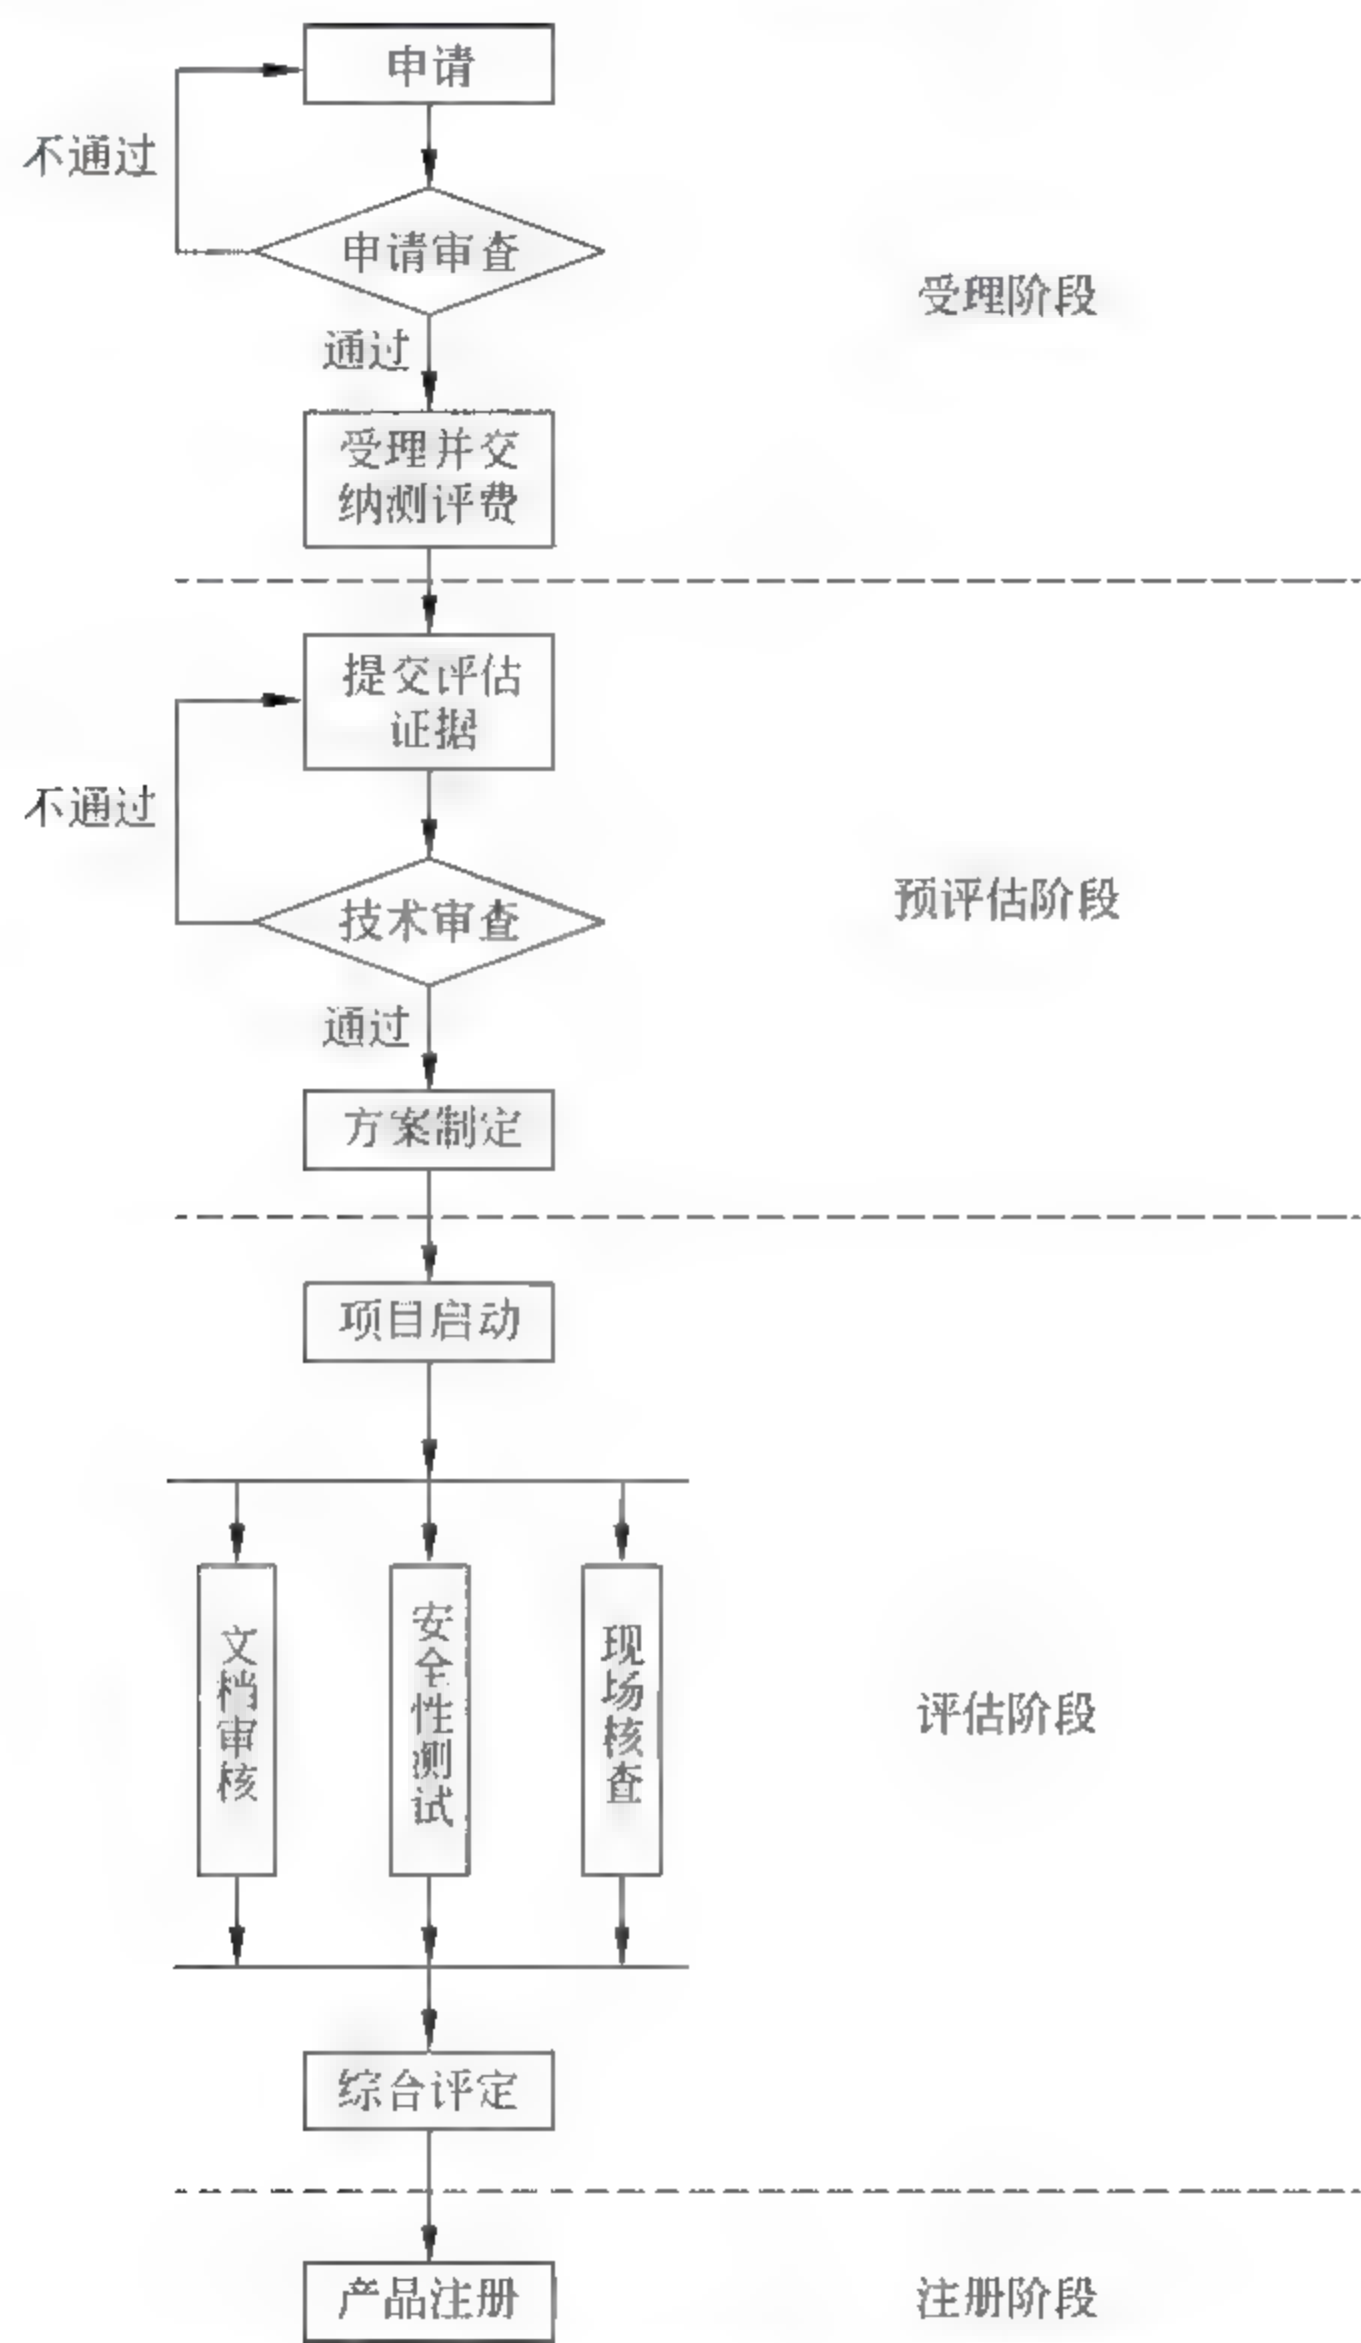 申请
不通过
申请审查
受理阶段
通过
受理并交
纳测评费
提交评估
证据
不通过
技术审查
预评估阶段
通过
方案制定
项目启动
文档审核
安全性测试
现场核查
评估阶段
综合评定
产品注册
注册阶段